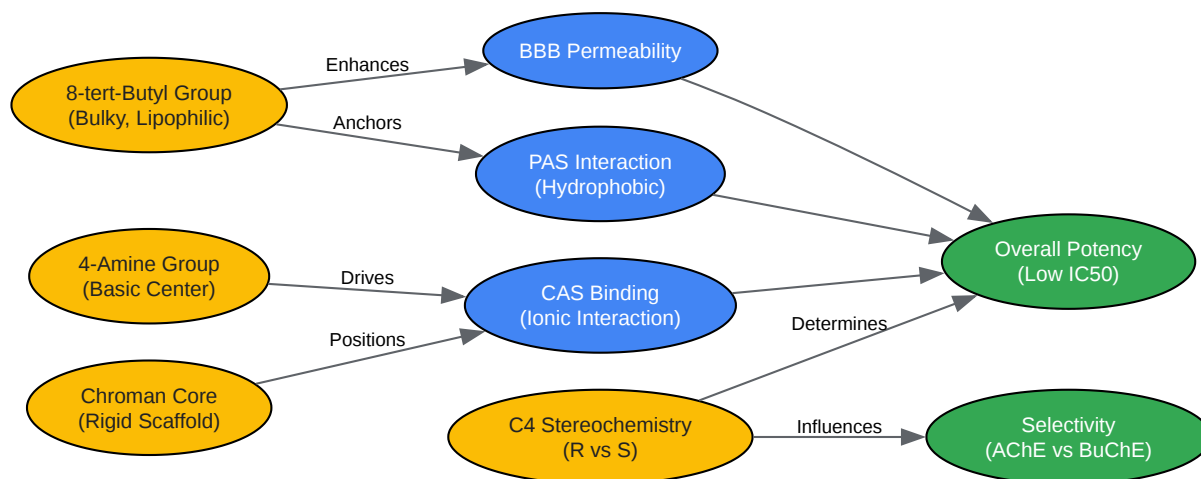 BBB Permeability
Enhances
8-tert-Butyl Group
(Bulky, Lipophilic)
Anchors
PAS Interaction
(Hydrophobic)
4-Amine Group
(Basic Center)
Drives
CAS Binding
(Ionic Interaction)
Overall Potency
(Low IC50)
Positions
Determines
Chroman Core
(Rigid Scaffold)
C4 Stereochemistry
(R vs S)
Influences
Selectivity
(AChE vs BuChE)